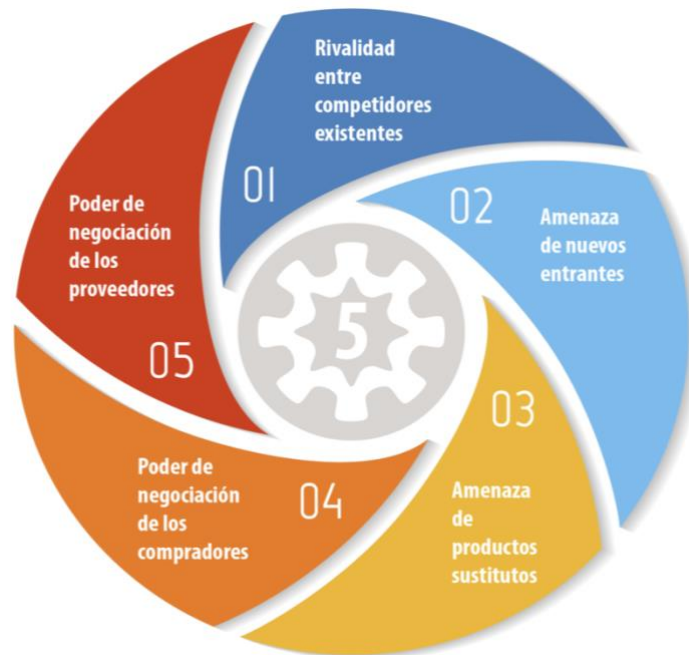 Rivalidad
entre
competidores
existentes
01
02
Amenaza
de nuevos
entrantes
03
Amenaza
de
productos
sustitutos
04
Poder de
negociación
de los
compradores
05
Poder de
negociación
de los
proveedores
5